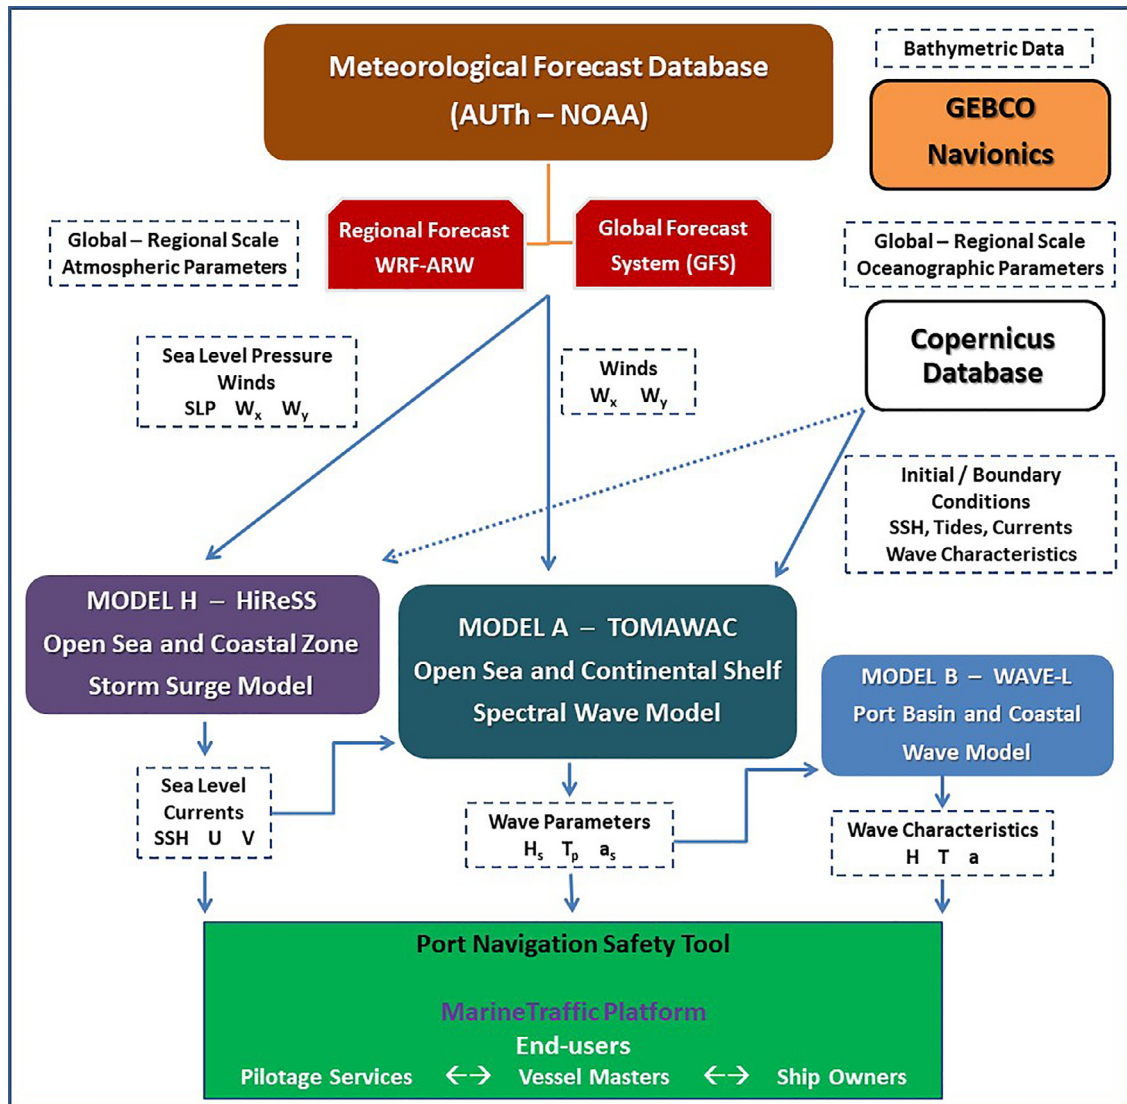 Meteorological Forecast Database
(AUTh – NOAA)
Bathymetric Data
GEBCO
Navionics
Global – Regional Scale
Atmospheric Parameters
Regional Forecast
WRF-ARW
Global Forecast
System (GFS)
Global – Regional Scale
Oceanographic Parameters
Copernicus
Database
Sea Level Pressure
Winds
SLP Wx Wy
Winds
Wx Wy
Initial / Boundary
Conditions
SSH, Tides, Currents
Wave Characteristics
MODEL H – HiReSS
Open Sea and Coastal Zone
Storm Surge Model
MODEL A – TOMAWAC
Open Sea and Continental Shelf
Spectral Wave Model
MODEL B – WAVE-L
Port Basin and Coastal
Wave Model
Sea Level
Currents
SSH U V
Wave Parameters
Hs Tp as
Wave Characteristics
H T a
Port Navigation Safety Tool
MarineTraffic Platform
End-users
Pilotage Services ←→ Vessel Masters ←→ Ship Owners